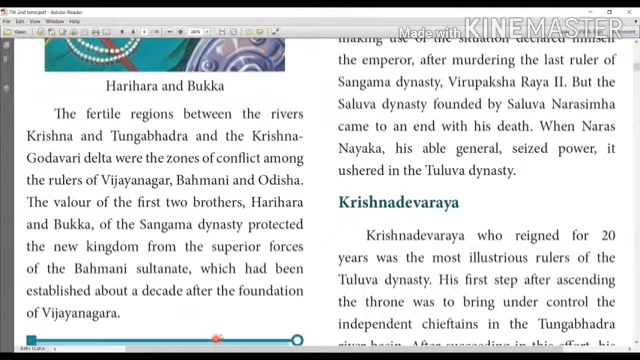 7th 2nd term.pdf - Adobe Reader
File Edit View Window Help
Open
Made with KINEMASTER
Harihara and Bukka
The fertile regions between the rivers
Krishna and Tungabhadra and the Krishna-
Godavari delta were the zones of conflict among
the rulers of Vijayanagar, Bahmani and Odisha.
The valour of the first two brothers, Harihara
and Bukka, of the Sangama dynasty protected
the new kingdom from the superior forces
of the Bahmani sultanate, which had been
established about a decade after the foundation
of Vijayanagara.
making use of the situation declared himself
the emperor, after murdering the last ruler of
Sangama dynasty, Virupaksha Raya II. But the
Saluva dynasty founded by Saluva Narasimha
came to an end with his death. When Naras
Nayaka, his able general, seized power, it
ushered in the Tuluva dynasty.
Krishnadevaraya
Krishnadevaraya who reigned for 20
years was the most illustrious rulers of the
Tuluva dynasty. His first step after ascending
the throne was to bring under control the
independent chieftains in the Tungabhadra
river basin. After succeeding in this effort, his